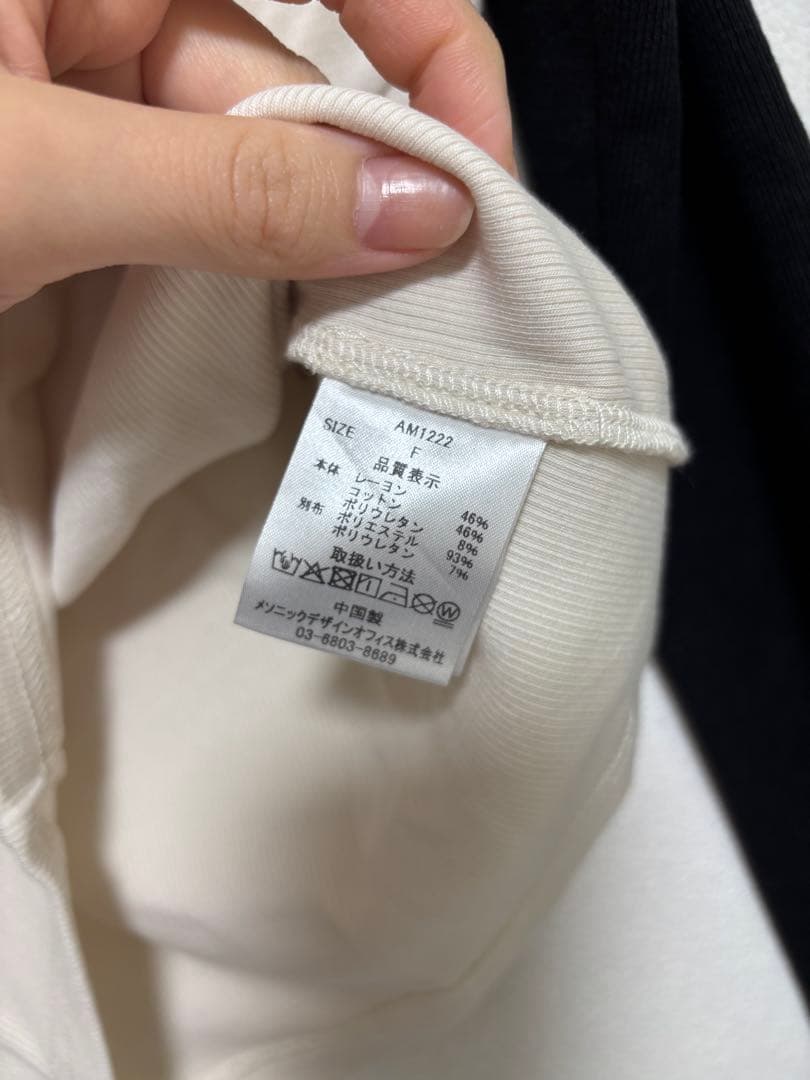 AM1222
SIZE F
品質表示
本体 レーヨン 46%
コットン 46%
ポリウレタン 8%
別布 ポリエステル 93%
ポリウレタン 7%
取扱い方法
中国製
メソニックデザインオフィス株式会社
03-6803-8689